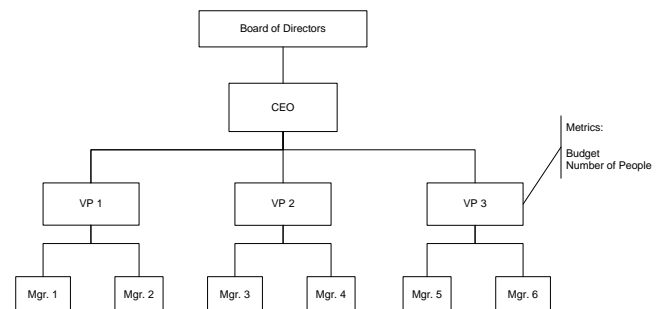 Board of Directors
CEO
Metrics:
Budget
Number of People
VP 1
VP 2
VP 3
Mgr. 1
Mgr. 2
Mgr. 3
Mgr. 4
Mgr. 5
Mgr. 6